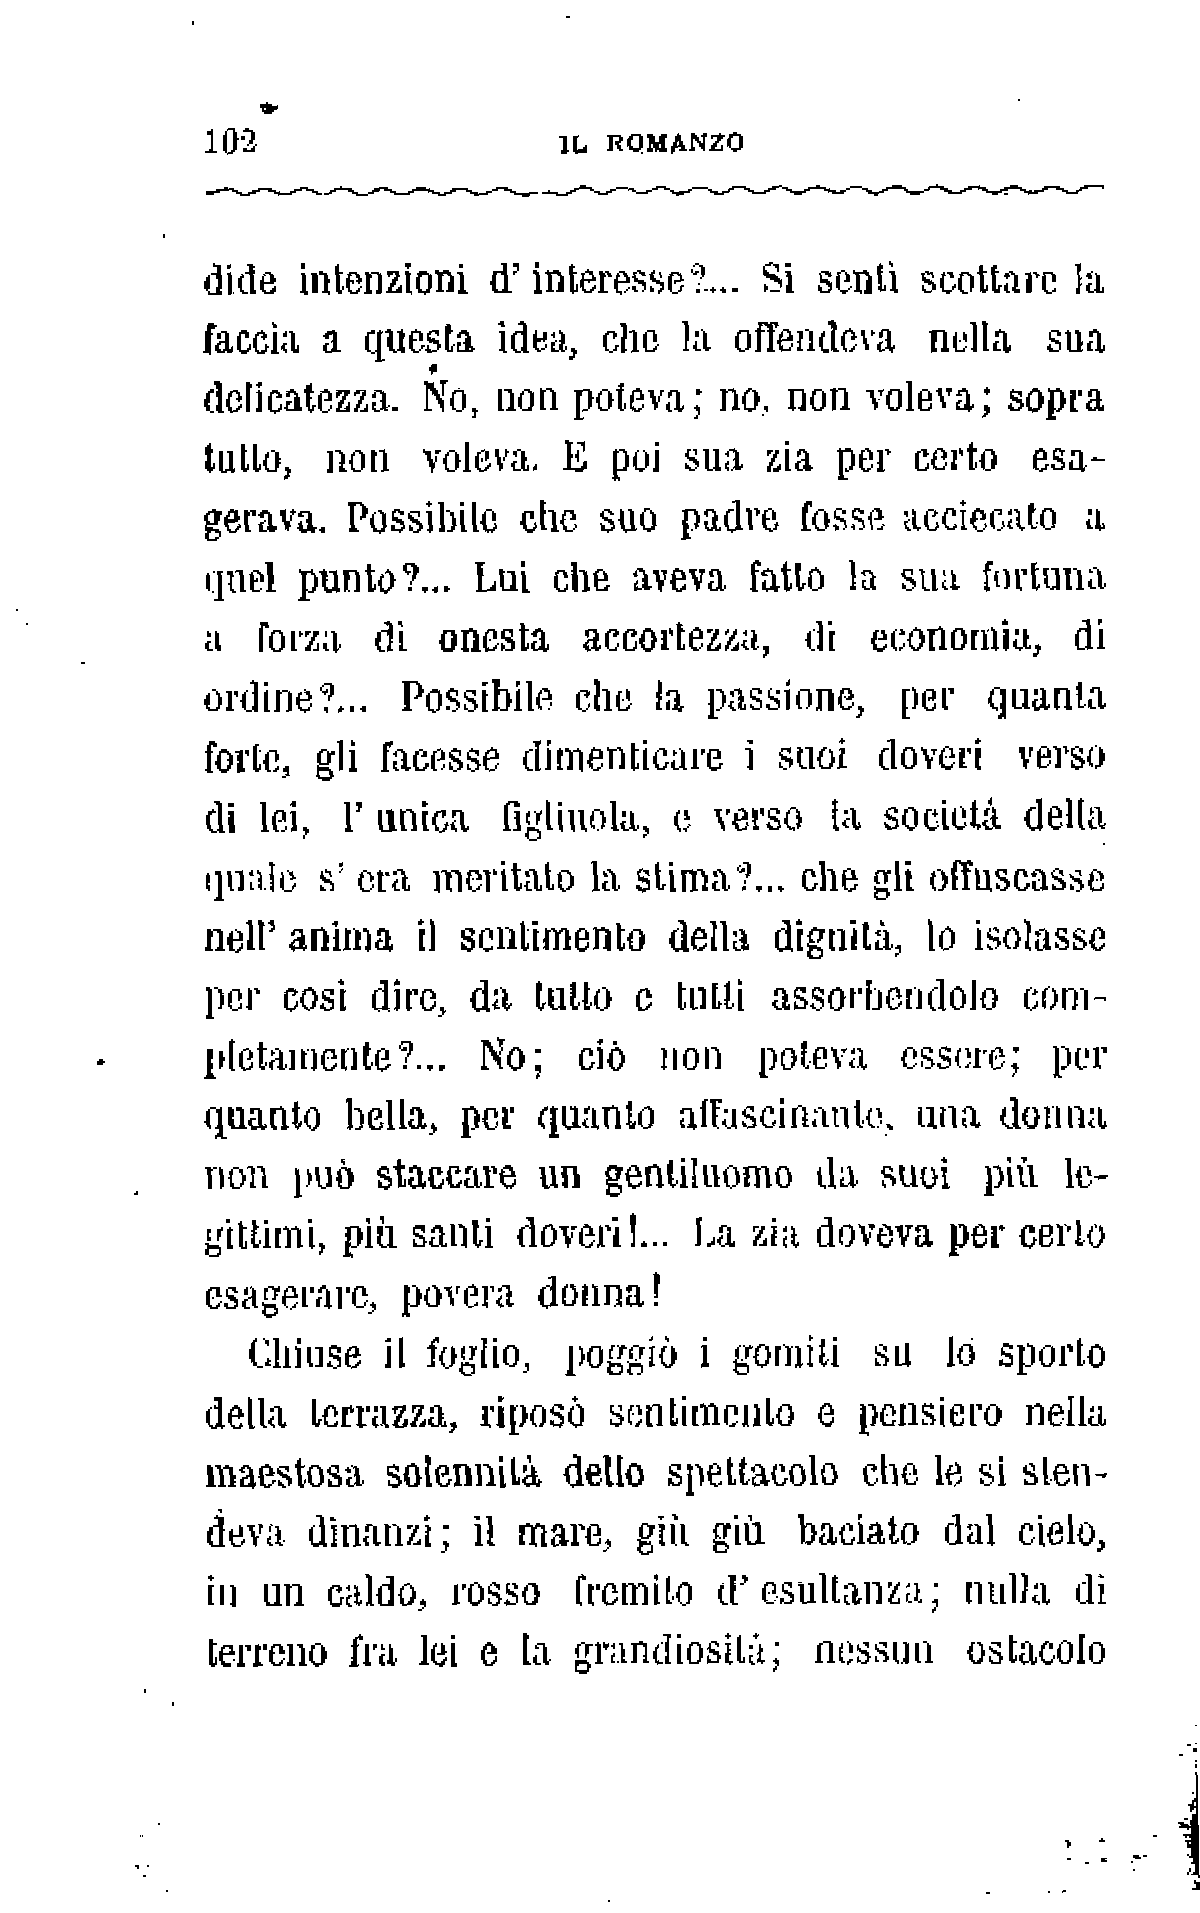 102 IL ROMANZO
dide intenzioni d' interesse?... Si sentì scottare la
faccia a questa idea, che la offendeva nella sua
delicatezza. No, non poteva; no, non voleva; sopra
tutto, non voleva. E poi sua zia per certo esa-
gerava. Possibile che suo padre fosse acciecato a
quel punto?... Lui che aveva fatto la sua fortuna
a forza di onesta accortezza, di economia, di
ordine?... Possibile che la passione, per quanta
forte, gli facesse dimenticare i suoi doveri verso
di lei, l' unica figliuola, e verso la società della
quale s' era meritato la stima?... che gli offuscasse
nell' anima il sentimento della dignità, lo isolasse
per così dire, da tutto e tutti assorbendolo com-
pletamente?... No; ciò non poteva essere; per
quanto bella, per quanto affascinante, una donna
non può staccare un gentiluomo da suoi più le-
gittimi, più santi doveri!... La zia doveva per certo
esagerare, povera donna!
Chiuse il foglio, poggiò i gomiti su lo sporto
della terrazza, riposò sentimento e pensiero nella
maestosa solennità dello spettacolo che le si sten-
deva dinanzi; il mare, giù giù baciato dal cielo,
in un caldo, rosso fremito d' esultanza; nulla di
terreno fra lei e la grandiosità; nessun ostacolo